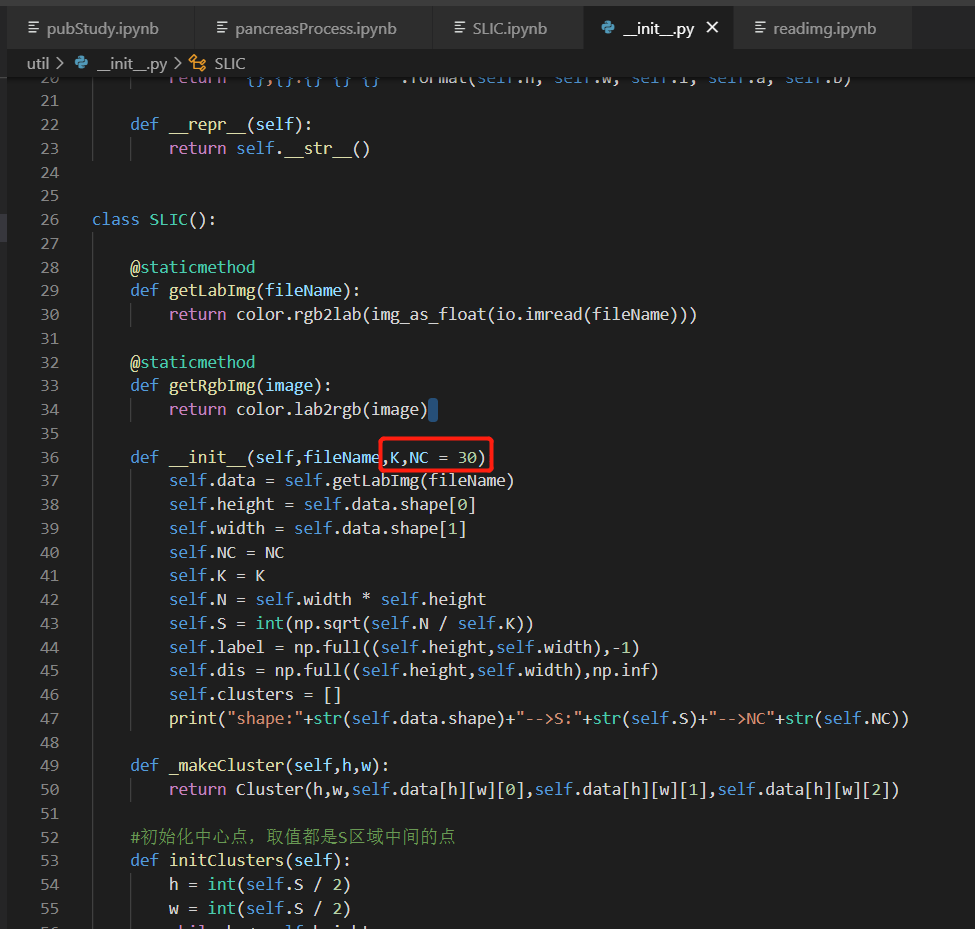 pubStudy.ipynb pancreasProcess.ipynb SLIC.ipynb __init__.py readimg.ipynb
util > __init__.py > SLIC
20 return .format(self.h, self.w, self.l, self.a, self.b)
21
22 def __repr__(self):
23 return self.__str__()
24
25
26 class SLIC():
27
28 @staticmethod
29 def getLabImg(fileName):
30 return color.rgb2lab(img_as_float(io.imread(fileName)))
31
32 @staticmethod
33 def getRgbImg(image):
34 return color.lab2rgb(image)
35
36 def __init__(self,fileName,K,NC = 30)
37 self.data = self.getLabImg(fileName)
38 self.height = self.data.shape[0]
39 self.width = self.data.shape[1]
40 self.NC = NC
41 self.K = K
42 self.N = self.width * self.height
43 self.S = int(np.sqrt(self.N / self.K))
44 self.label = np.full((self.height,self.width),-1)
45 self.dis = np.full((self.height,self.width),np.inf)
46 self.clusters = []
47 print("shape:"+str(self.data.shape)+"-->S:"+str(self.S)+"-->NC"+str(self.NC))
48
49 def _makeCluster(self,h,w):
50 return Cluster(h,w,self.data[h][w][0],self.data[h][w][1],self.data[h][w][2])
51
52 #初始化中心点，取值都是S区域中间的点
53 def initClusters(self):
54 h = int(self.S / 2)
55 w = int(self.S / 2)